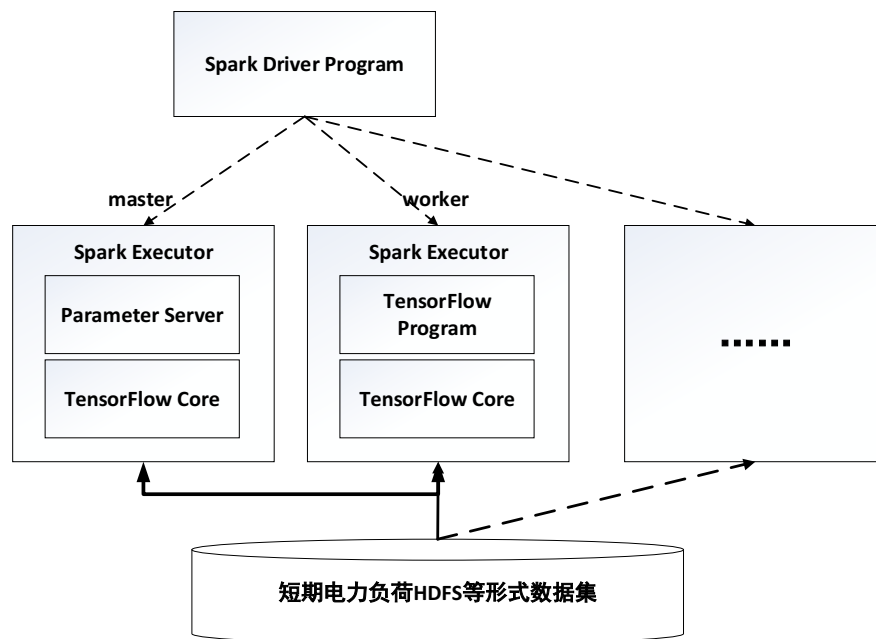 Spark Driver Program
master
worker
Spark Executor
Parameter Server
TensorFlow Core
Spark Executor
TensorFlow
Program
TensorFlow Core
......
短期电力负荷HDFS等形式数据集